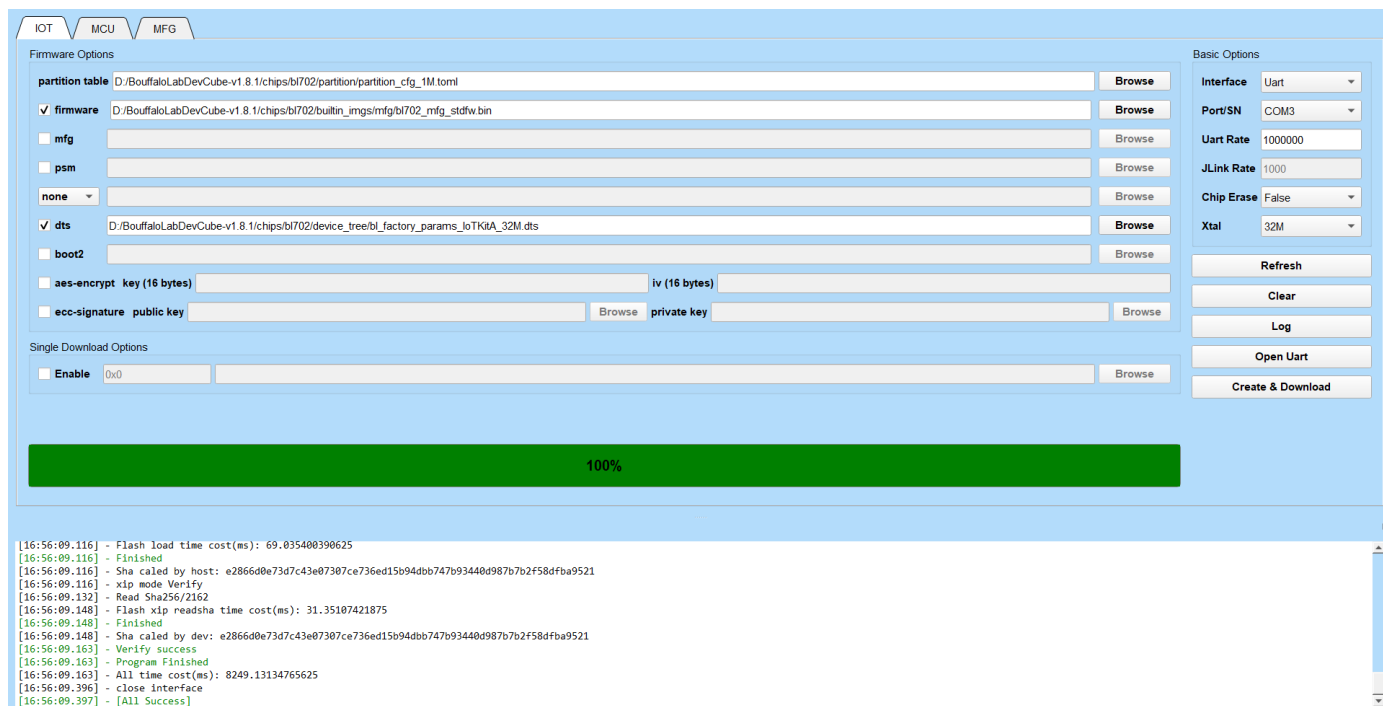 IOT MCU MFG
Firmware Options
partition table D:/BouffaloLabDevCube-v1.8.1/chips/bl702/partition/partition_cfg_1M.toml Browse
firmware D:/BouffaloLabDevCube-v1.8.1/chips/bl702/builtin_imgs/mfg/bl702_mfg_stdfw.bin Browse
mfg Browse
psm Browse
none Browse
dts D:/BouffaloLabDevCube-v1.8.1/chips/bl702/device_tree/bl_factory_params_IoTKitA_32M.dts Browse
boot2 Browse
aes-encrypt key (16 bytes) iv (16 bytes)
ecc-signature public key Browse private key Browse
Single Download Options
Enable 0x0 Browse
100%
Basic Options
Interface Uart
Port/SN COM3
Uart Rate 1000000
JLink Rate 1000
Chip Erase False
Xtal 32M
Refresh
Clear
Log
Open Uart
Create & Download
[16:56:09.116] - Flash load time cost(ms): 69.035400390625
[16:56:09.116] - Finished
[16:56:09.116] - Sha caled by host: e2866d0e73d7c43e07307ce736ed15b94dbb747b93440d987b7b2f58dfba9521
[16:56:09.116] - xip mode Verify
[16:56:09.132] - Read Sha256/2162
[16:56:09.148] - Flash xip readsha time cost(ms): 31.35107421875
[16:56:09.148] - Finished
[16:56:09.148] - Sha caled by dev: e2866d0e73d7c43e07307ce736ed15b94dbb747b93440d987b7b2f58dfba9521
[16:56:09.163] - Verify success
[16:56:09.163] - Program Finished
[16:56:09.163] - All time cost(ms): 8249.13134765625
[16:56:09.396] - close interface
[16:56:09.397] - [All Success]